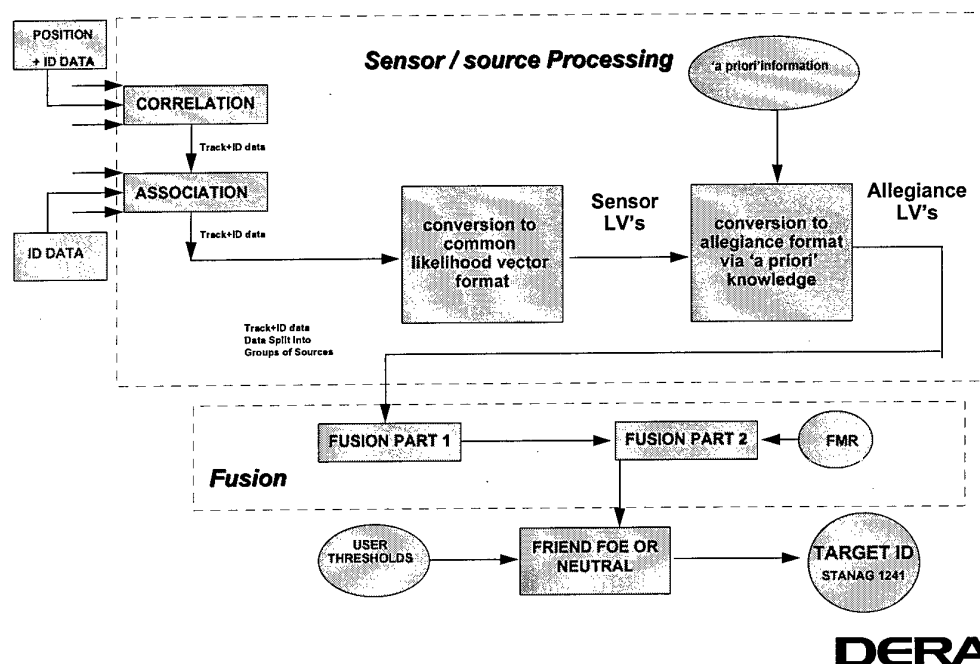 POSITION
+ ID DATA
Sensor / source Processing
'a priori'information
CORRELATION
Track+ID data
ASSOCIATION
Track+ID data
ID DATA
conversion to
common
likelihood vector
format
Sensor
LV's
conversion to
allegiance format
via 'a priori'
knowledge
Allegiance
LV's
Track+ID data
Data Split Into
Groups of Sources
FUSION PART 1
FUSION PART 2
FMR
Fusion
USER
THRESHOLDS
FRIEND FOE OR
NEUTRAL
TARGET ID
STANAG 1241
DERA